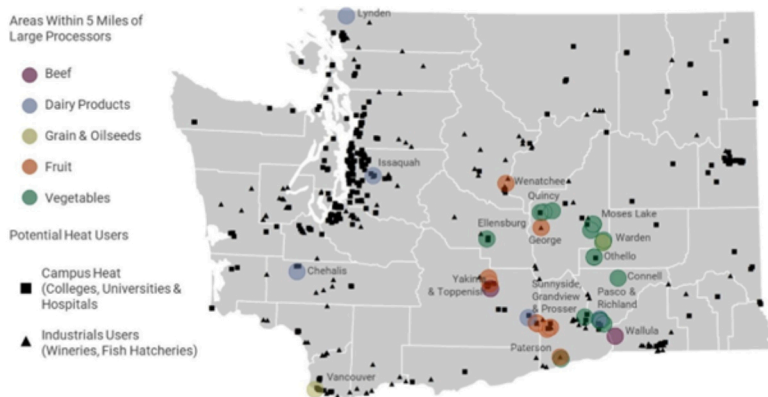 Areas Within 5 Miles of
Large Processors
Beef
Dairy Products
Grain & Oilseeds
Fruit
Vegetables
Potential Heat Users
Campus Heat
(Colleges, Universities &
Hospitals
Industrials Users
(Wineries, Fish Hatcheries)
Lynden
Issaquah
Wenatchee
Quincy
Moses Lake
Ellensburg
George
Warden
Othello
Chehalis
Yakima
& Toppenish
Sunnyside,
Grandview
& Prosser
Connell
Pasco &
Richland
Wallula
Paterson
Vancouver